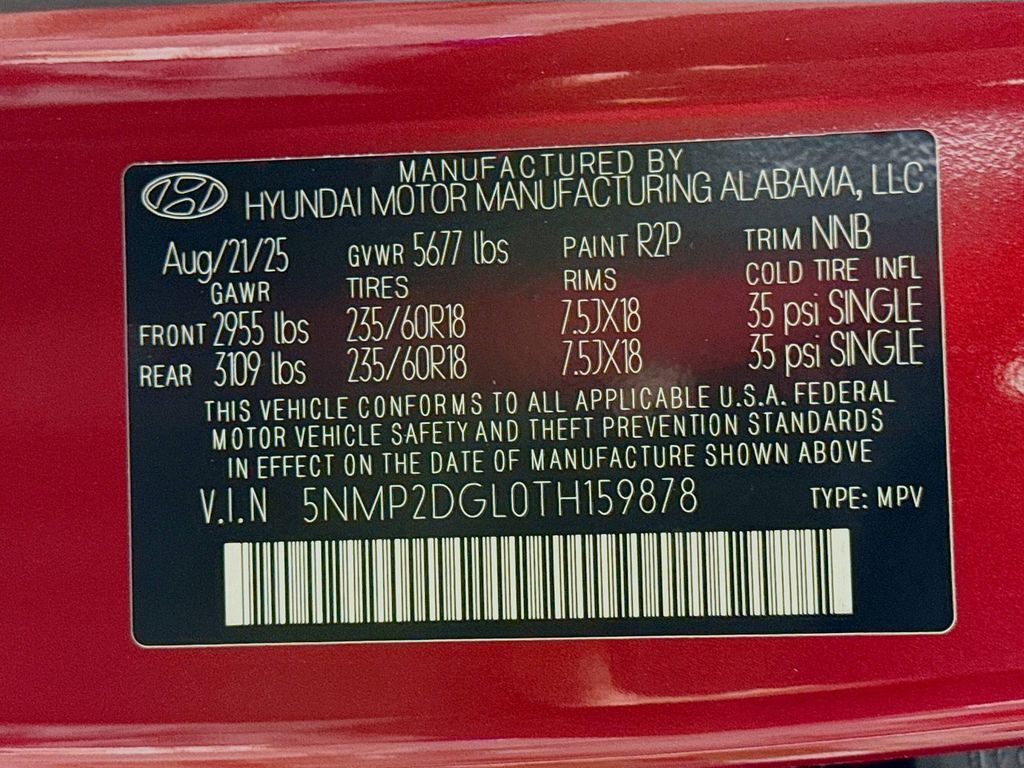 MANUFACTURED BY
HYUNDAI MOTOR MANUFACTURING ALABAMA, LLC
Aug/21/25 GVWR 5677 lbs PAINT R2P TRIM NNB
GAWR TIRES RIMS COLD TIRE INFL
FRONT 2955 lbs 235/60R18 7.5JX18 35 psi SINGLE
REAR 3109 lbs 235/60R18 7.5JX18 35 psi SINGLE
THIS VEHICLE CONFORMS TO ALL APPLICABLE U.S.A. FEDERAL
MOTOR VEHICLE SAFETY AND THEFT PREVENTION STANDARDS
IN EFFECT ON THE DATE OF MANUFACTURE SHOWN ABOVE
V.I.N 5NMP2DGL0TH159878 TYPE: MPV